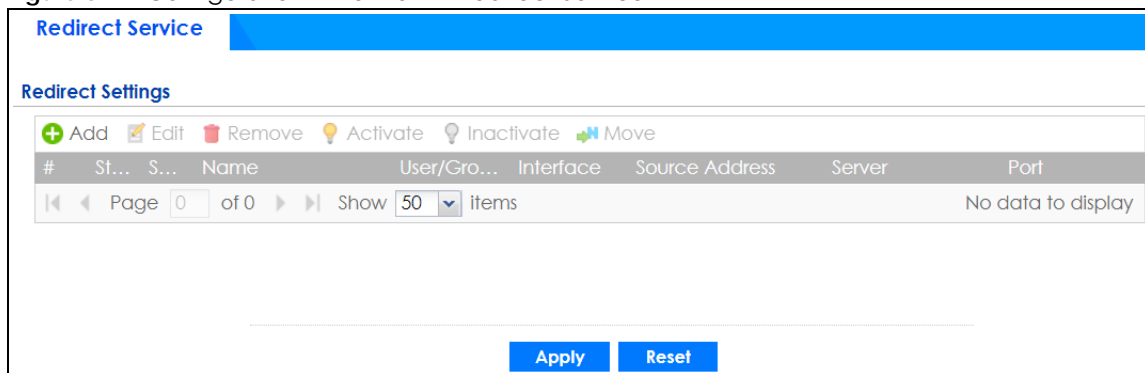 Redirect Service
Redirect Settings
Add Edit Remove Activate Inactivate Move
# St... S... Name User/Gro... Interface Source Address Server Port
Page 0 of 0 Show 50 items No data to display
Apply Reset